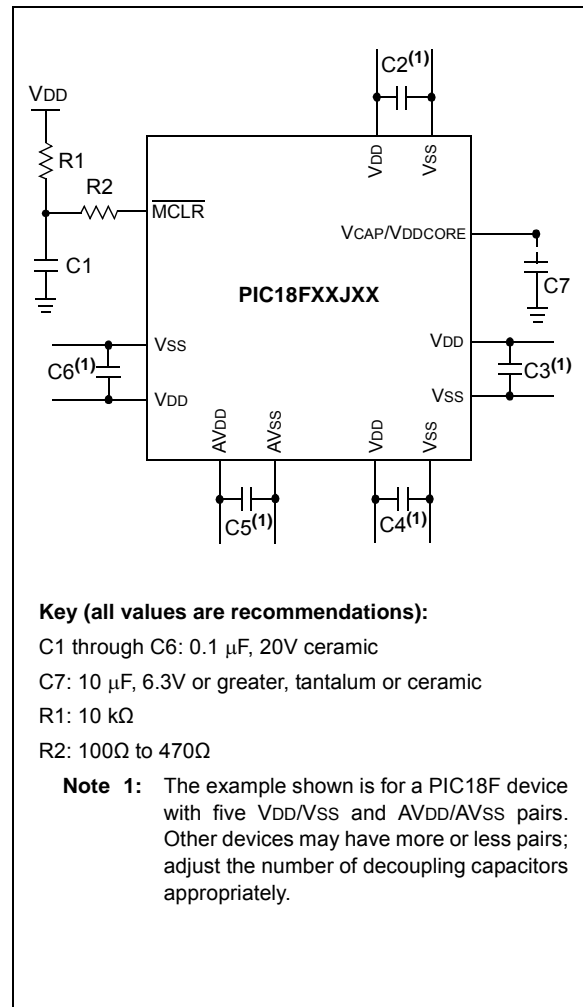 C2(1)
VDD
R1
R2
MCLR
VDD
VSS
VCAP/VDDCORE
C1
C7
PIC18FXXJXX
VSS
VDD
C6(1)
C3(1)
VDD
VSS
AVDD
AVSS
VDD
VSS
C5(1)
C4(1)
Key (all values are recommendations):
C1 through C6: 0.1 μF, 20V ceramic
C7: 10 μF, 6.3V or greater, tantalum or ceramic
R1: 10 kΩ
R2: 100Ω to 470Ω
Note 1: The example shown is for a PIC18F device
with five VDD/VSS and AVDD/AVSS pairs.
Other devices may have more or less pairs;
adjust the number of decoupling capacitors
appropriately.